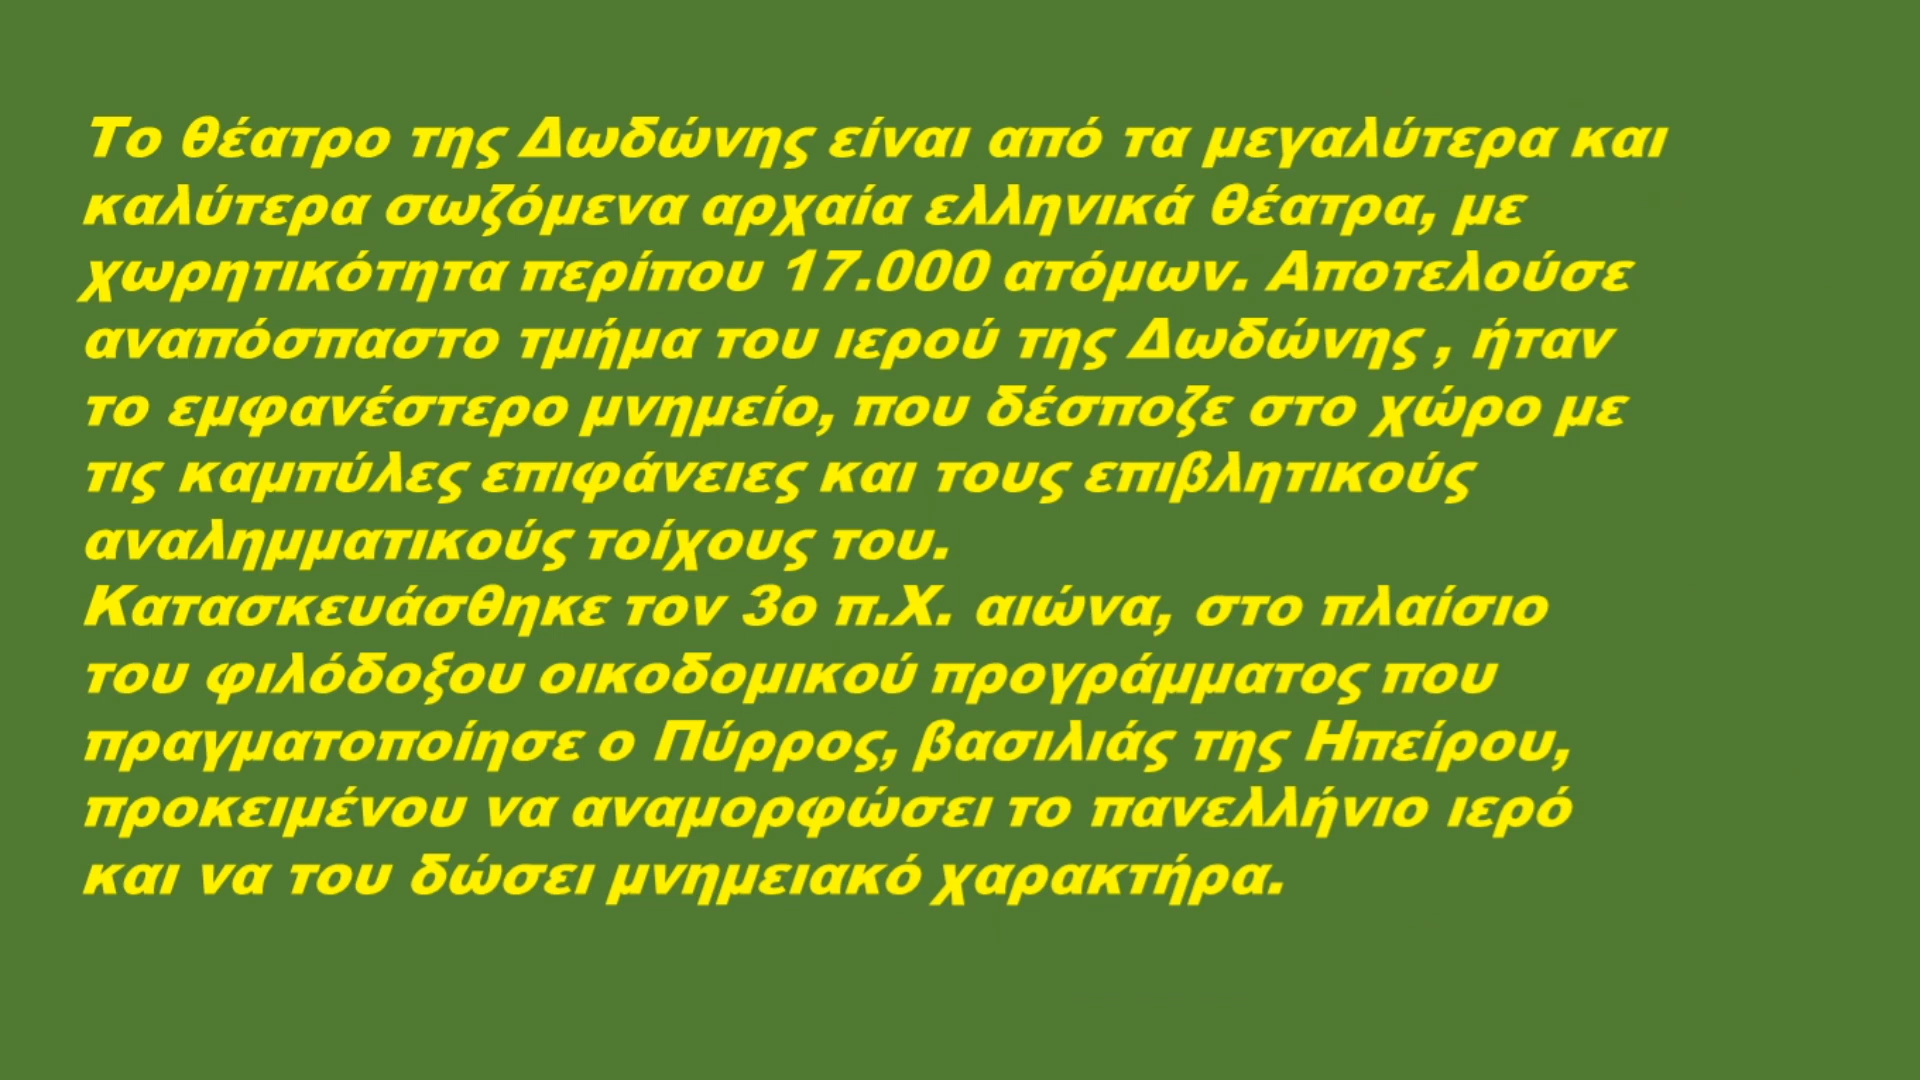 Το θέατρο της Δωδώνης είναι από τα μεγαλύτερα και
καλύτερα σωζόμενα αρχαία ελληνικά θέατρα, με
χωρητικότητα περίπου 17.000 ατόμων. Αποτελούσε
αναπόσπαστο τμήμα του ιερού της Δωδώνης , ήταν
το εμφανέστερο μνημείο, που δέσποζε στο χώρο με
τις καμπύλες επιφάνειες και τους επιβλητικούς
αναλημματικούς τοίχους του.
Κατασκευάσθηκε τον 3ο π.Χ. αιώνα, στο πλαίσιο
του φιλόδοξου οικοδομικού προγράμματος που
πραγματοποίησε ο Πύρρος, βασιλιάς της Ηπείρου,
προκειμένου να αναμορφώσει το πανελλήνιο ιερό
και να του δώσει μνημειακό χαρακτήρα.